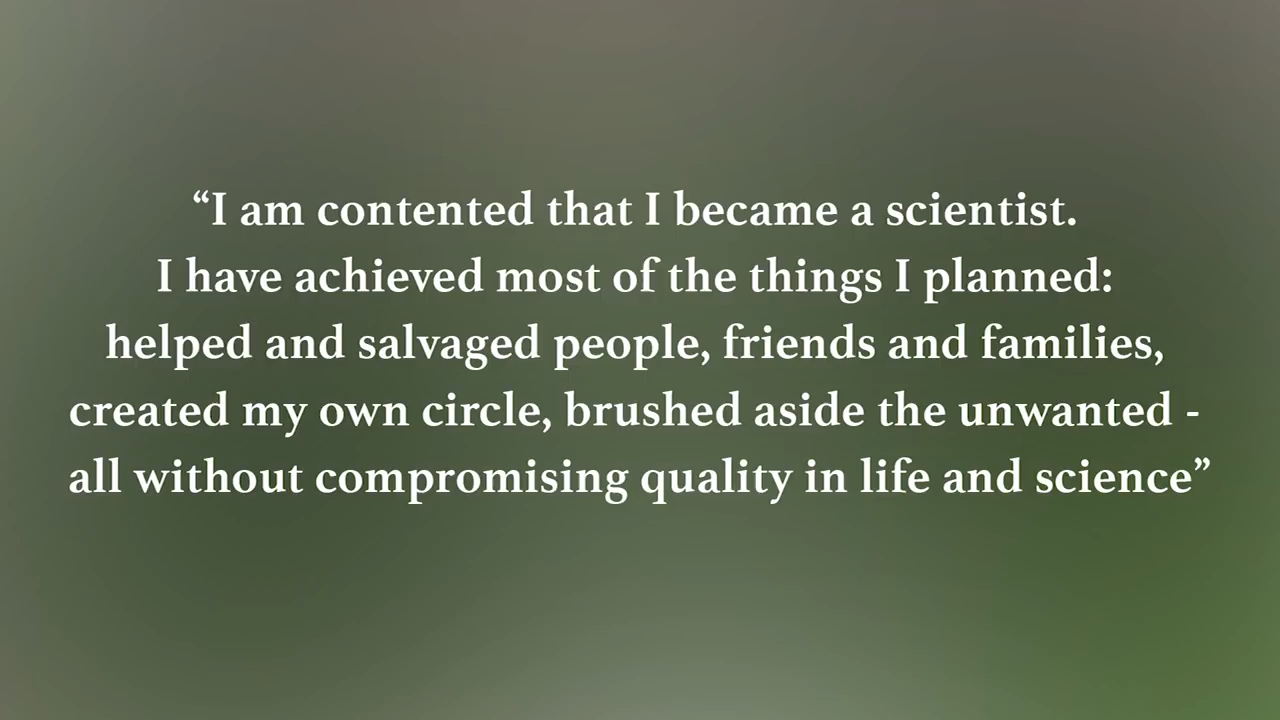 “I am contented that I became a scientist.
I have achieved most of the things I planned:
helped and salvaged people, friends and families,
created my own circle, brushed aside the unwanted -
all without compromising quality in life and science”